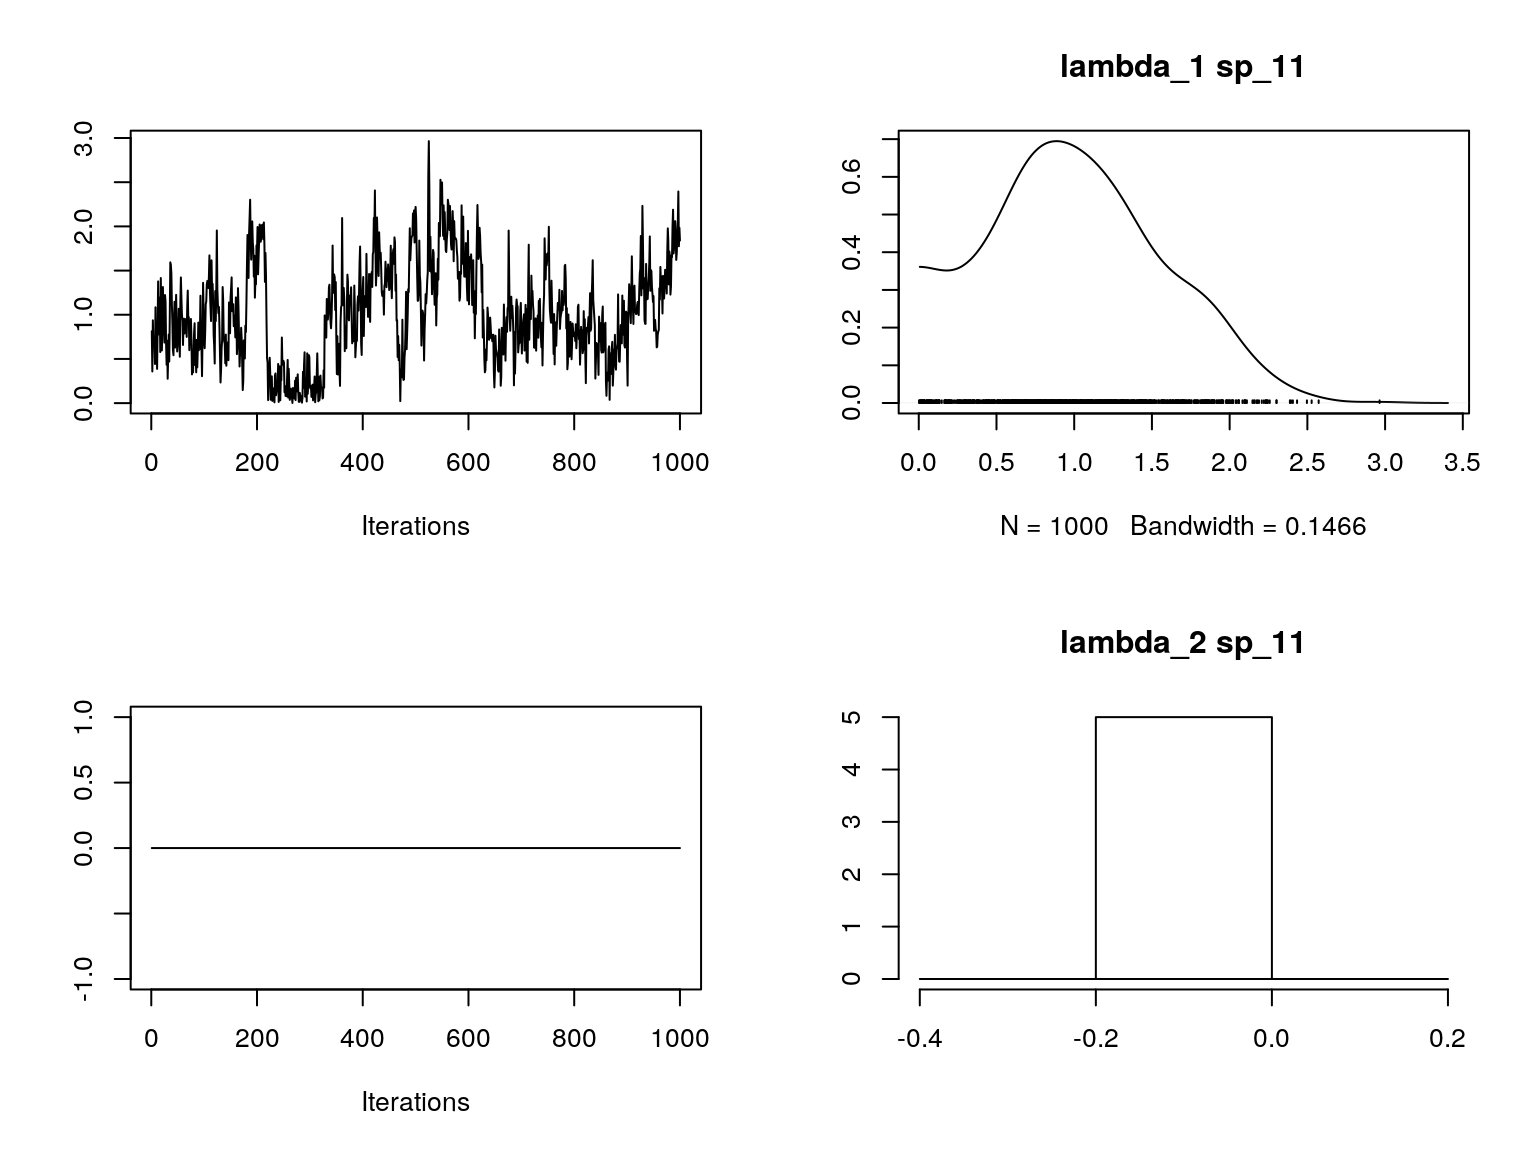 lambda_1 sp_11
0.0 1.0 2.0 3.0
0 200 400 600 800 1000
Iterations
0.0 0.2 0.4 0.6
0.0 0.5 1.0 1.5 2.0 2.5 3.0 3.5
N = 1000 Bandwidth = 0.1466
lambda_2 sp_11
-1.0 0.0 0.5 1.0
0 200 400 600 800 1000
Iterations
0 1 2 3 4 5
-0.4 -0.2 0.0 0.2